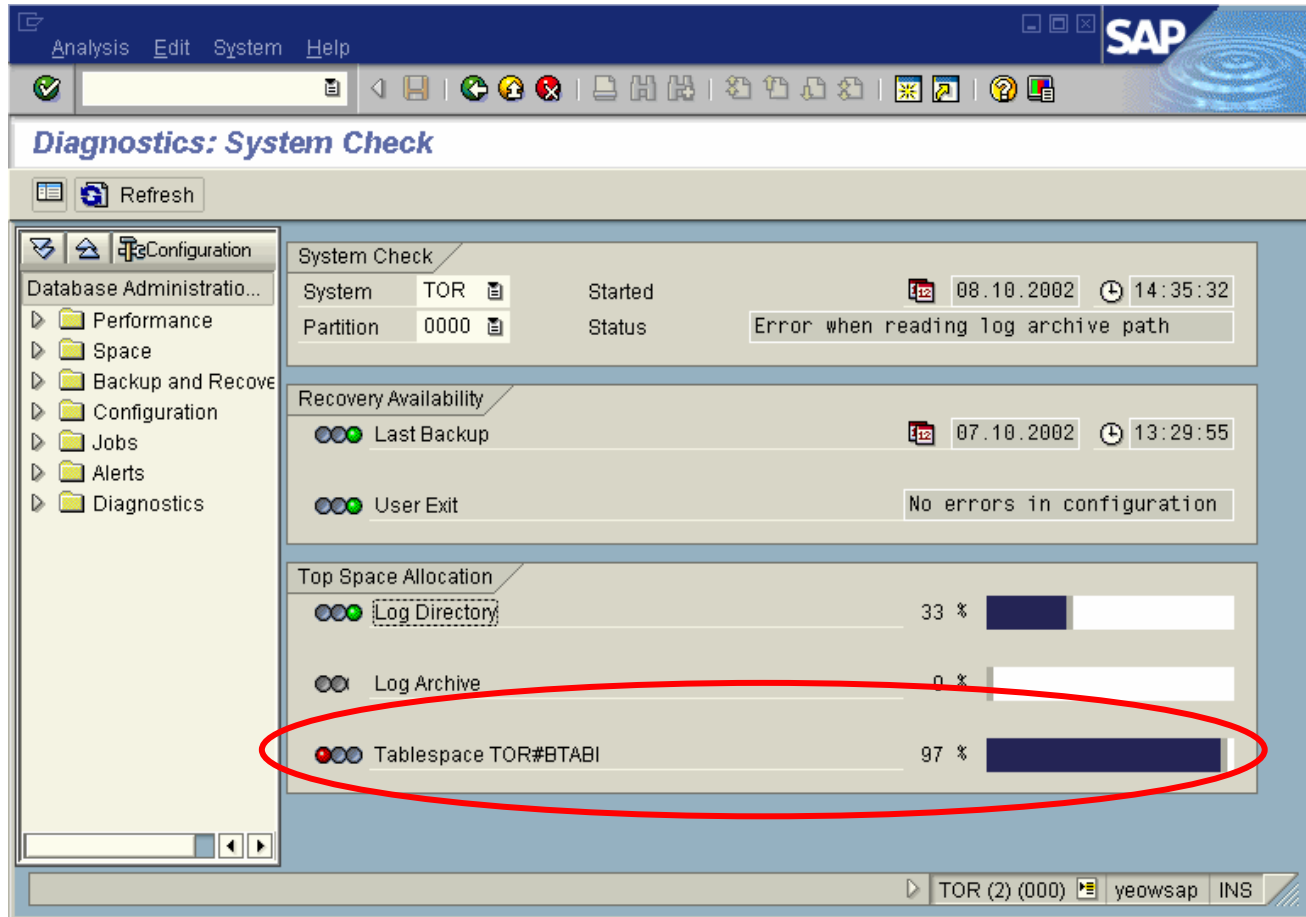 Analysis Edit System Help
SAP
Diagnostics: System Check
Refresh
Configuration
Database Administratio...
Performance
Space
Backup and Recove
Configuration
Jobs
Alerts
Diagnostics
System Check
System TOR Started 08.10.2002 14:35:32
Partition 0000 Status Error when reading log archive path
Recovery Availability
Last Backup 07.10.2002 13:29:55
User Exit No errors in configuration
Top Space Allocation
Log Directory 33 %
Log Archive 0 %
Tablespace TOR#BTABI 97 %
TOR (2) (000) yeowsap INS